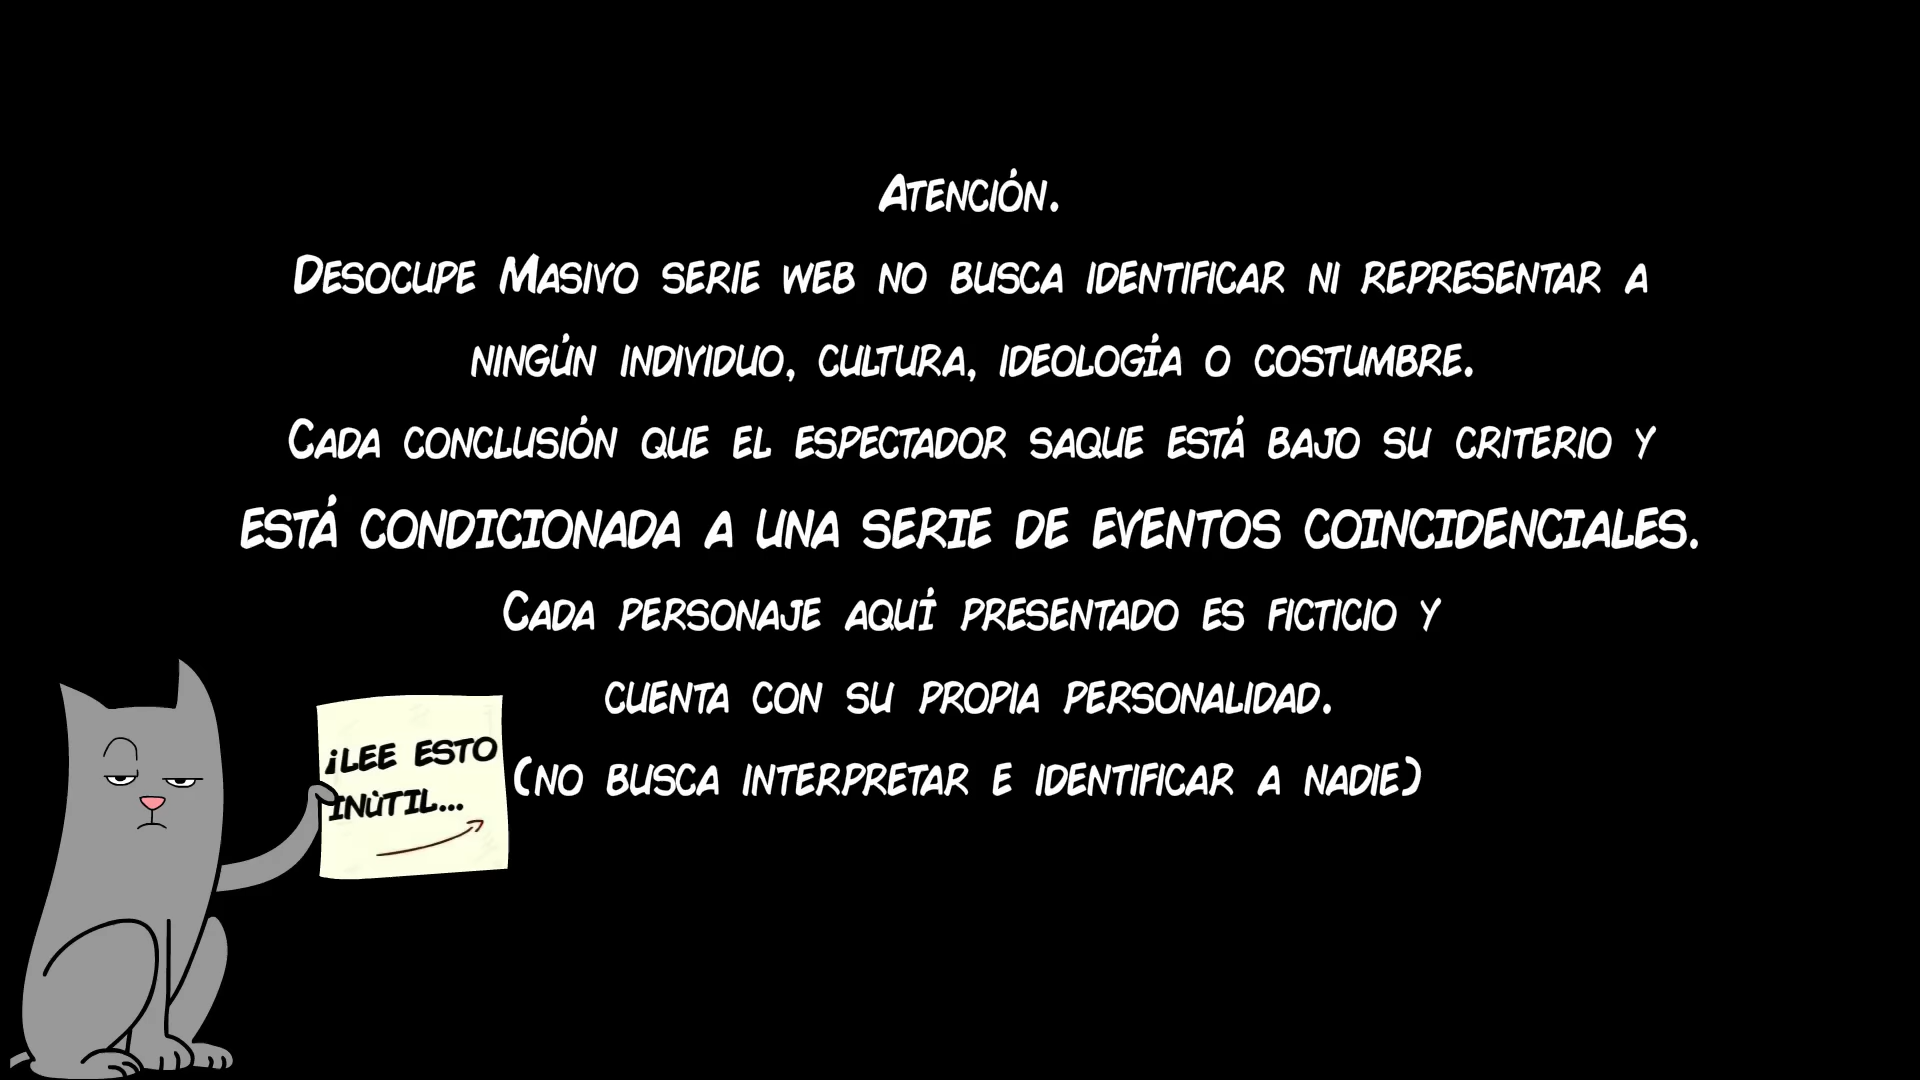 Atención.
Desocupe Masivo serie web no busca identificar ni representar a
ningún individuo, cultura, ideología o costumbre.
Cada conclusión que el espectador saque está bajo su criterio y
ESTÁ CONDICIONADA A UNA SERIE DE EVENTOS COINCIDENCIALES.
Cada personaje aquí presentado es ficticio y
cuenta con su propia personalidad.
(no busca interpretar e identificar a nadie)
¡LEE ESTO
INÙTIL...